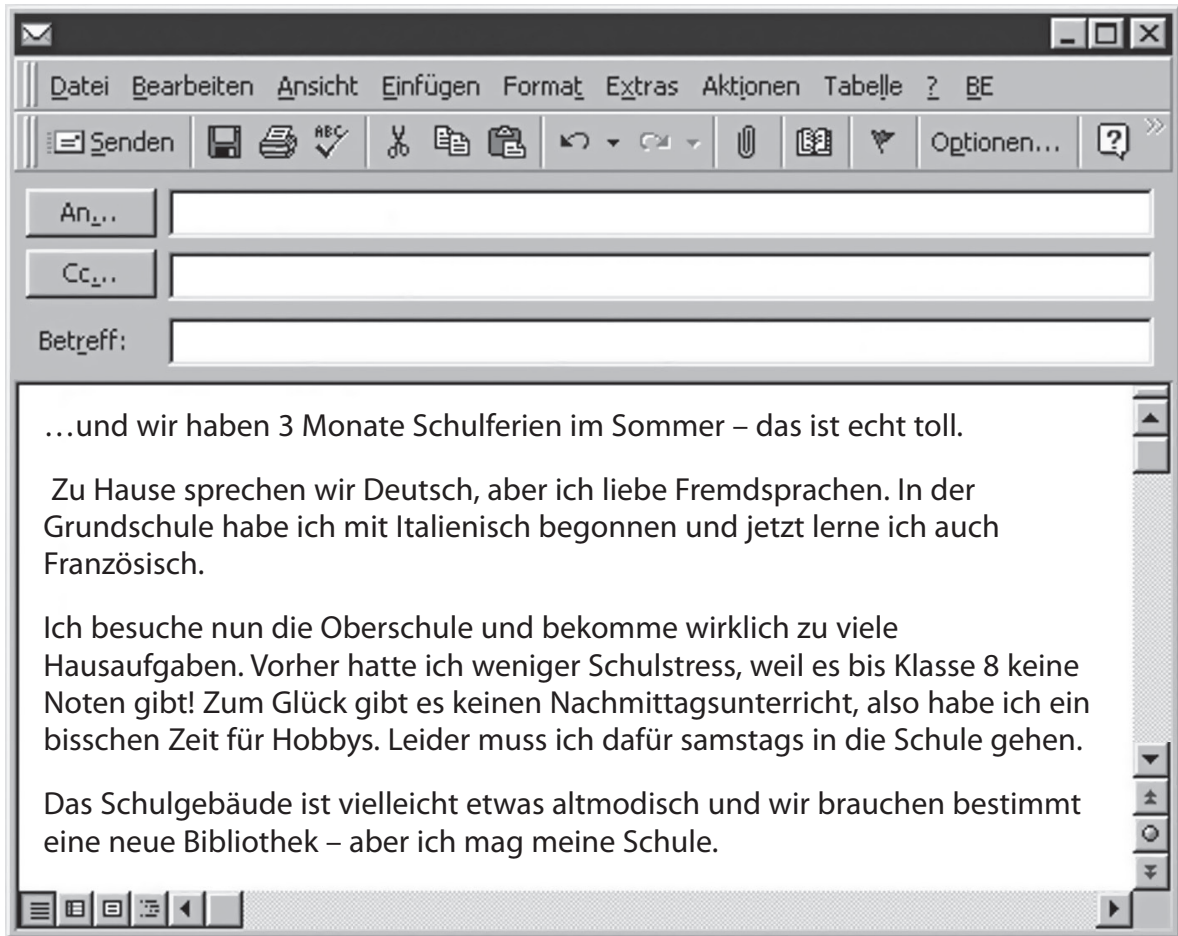 Datei Bearbeiten Ansicht Einfügen Format Extras Aktionen Tabelle ? BE
Senden ABC Optionen... ?
An...
Cc...
Betreff:
…und wir haben 3 Monate Schulferien im Sommer – das ist echt toll.
Zu Hause sprechen wir Deutsch, aber ich liebe Fremdsprachen. In der
Grundschule habe ich mit Italienisch begonnen und jetzt lerne ich auch
Französisch.
Ich besuche nun die Oberschule und bekomme wirklich zu viele
Hausaufgaben. Vorher hatte ich weniger Schulstress, weil es bis Klasse 8 keine
Noten gibt! Zum Glück gibt es keinen Nachmittagsunterricht, also habe ich ein
bisschen Zeit für Hobbys. Leider muss ich dafür samstags in die Schule gehen.
Das Schulgebäude ist vielleicht etwas altmodisch und wir brauchen bestimmt
eine neue Bibliothek – aber ich mag meine Schule.